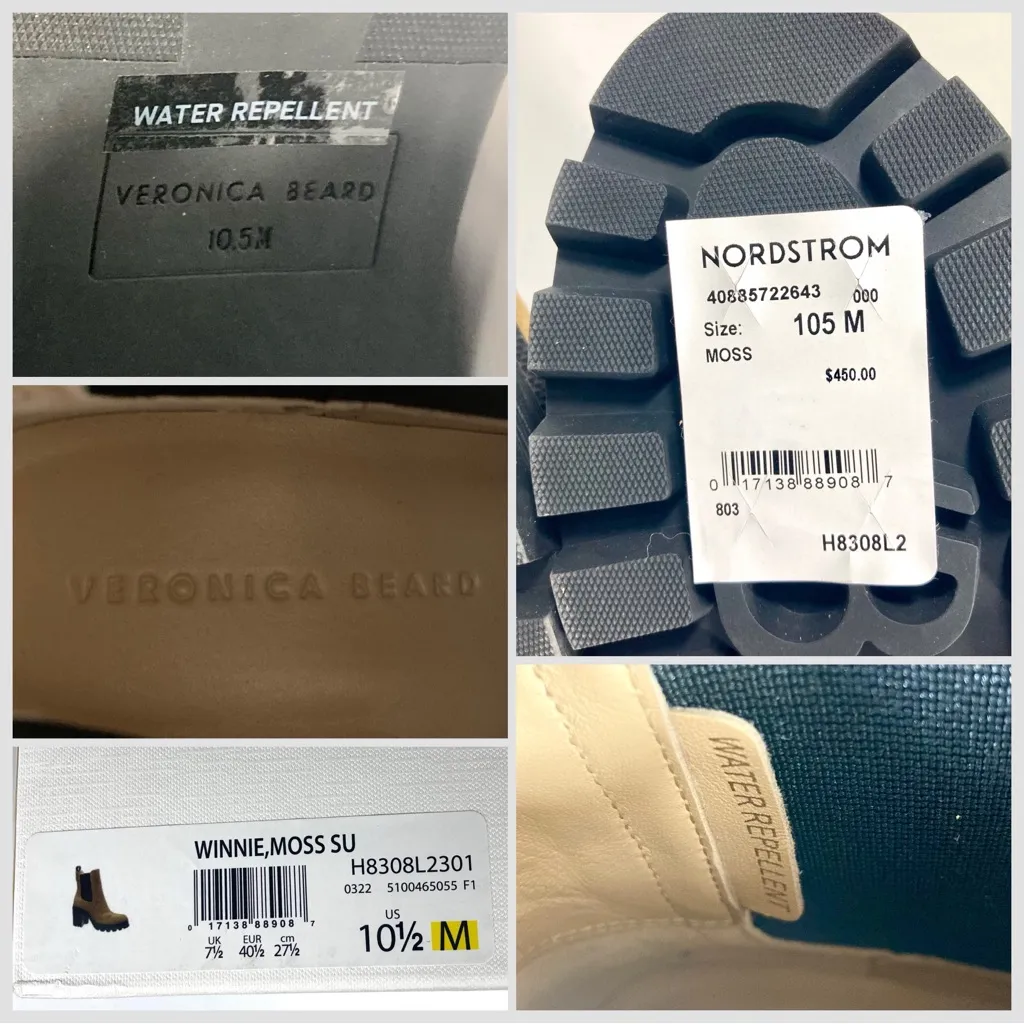 WATER REPELLENT
VERONICA BEARD
10.5M
NORDSTROM
40885722643 000
Size: 105 M
MOSS
$450.00
0 17138 88908 7
803
H8308L2
VERONICA BEARD
WINNIE,MOSS SU
H8308L2301
0322 5100465055 F1
0 17138 88908 7
US
10½ M
UK EUR cm
7½ 40½ 27½
WATER REPELLENT